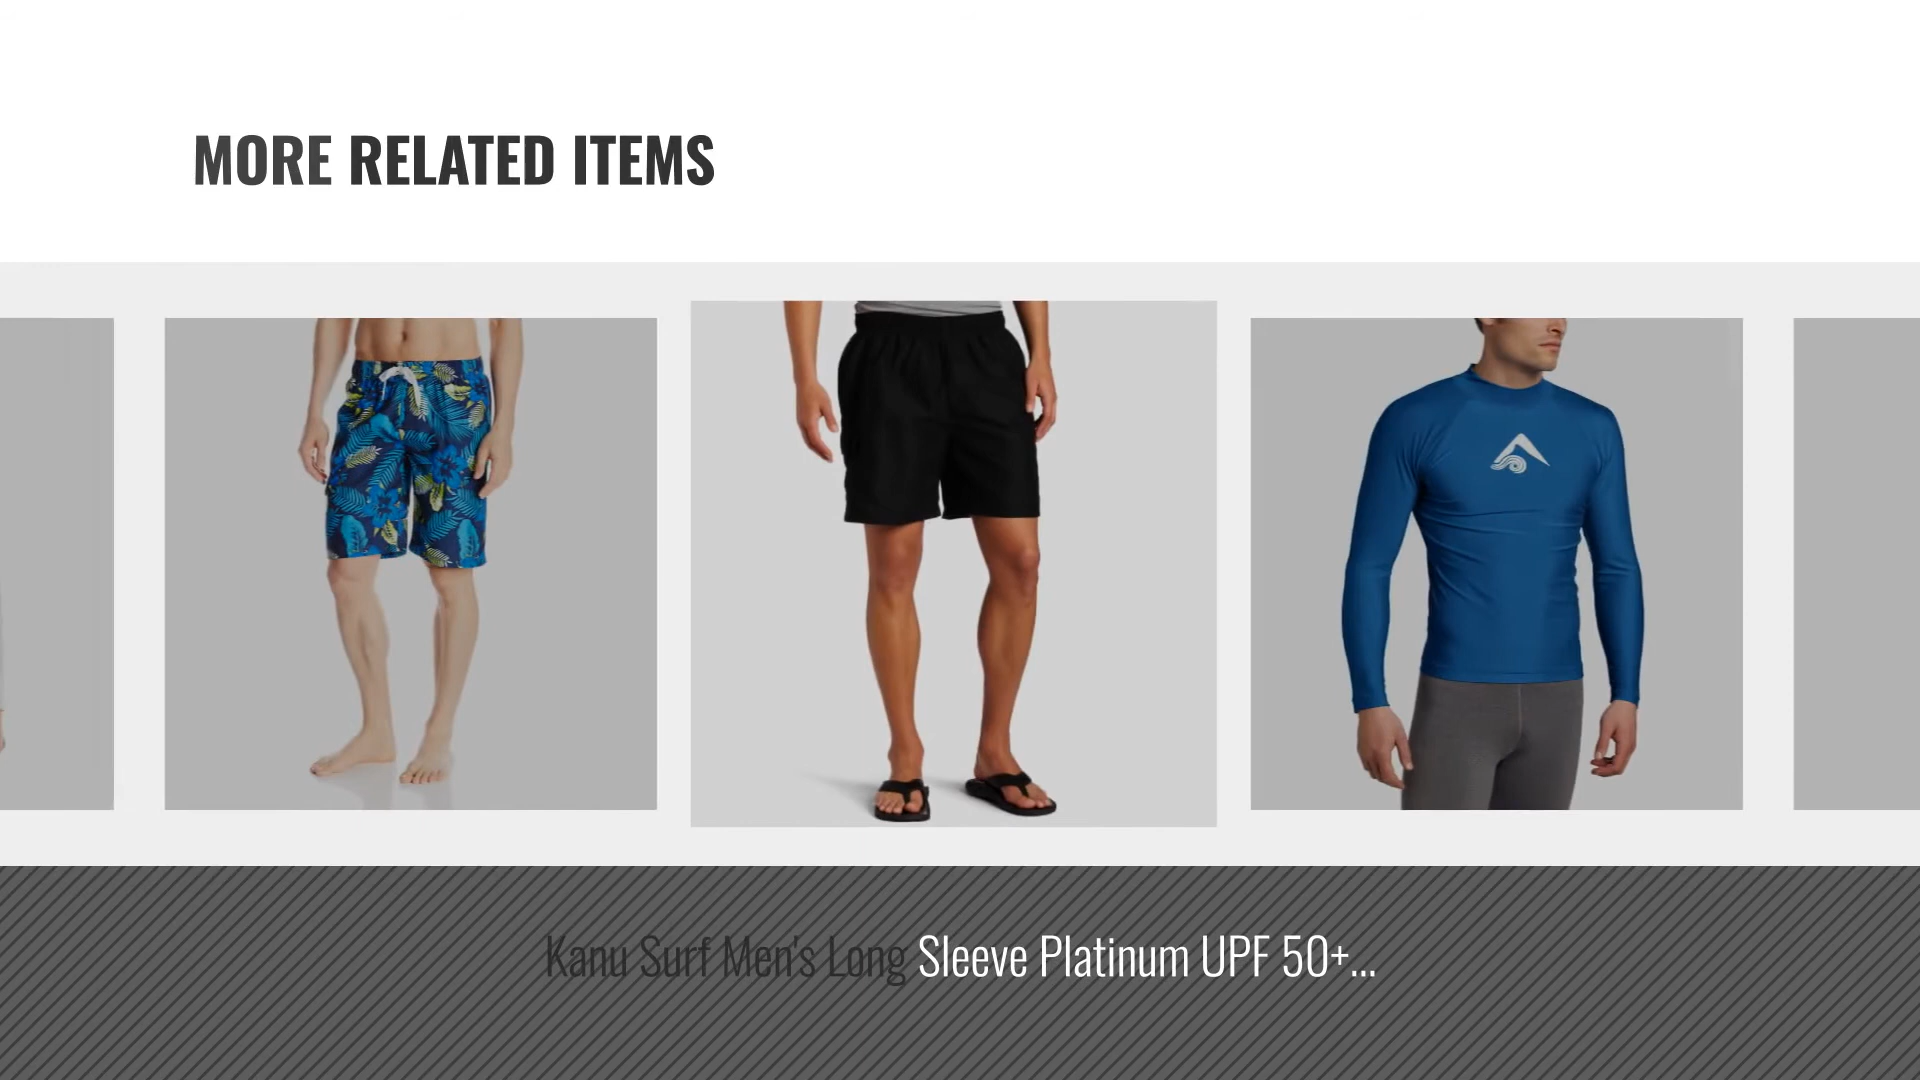 MORE RELATED ITEMS
Kanu Surf Men's Long Sleeve Platinum UPF 50+...